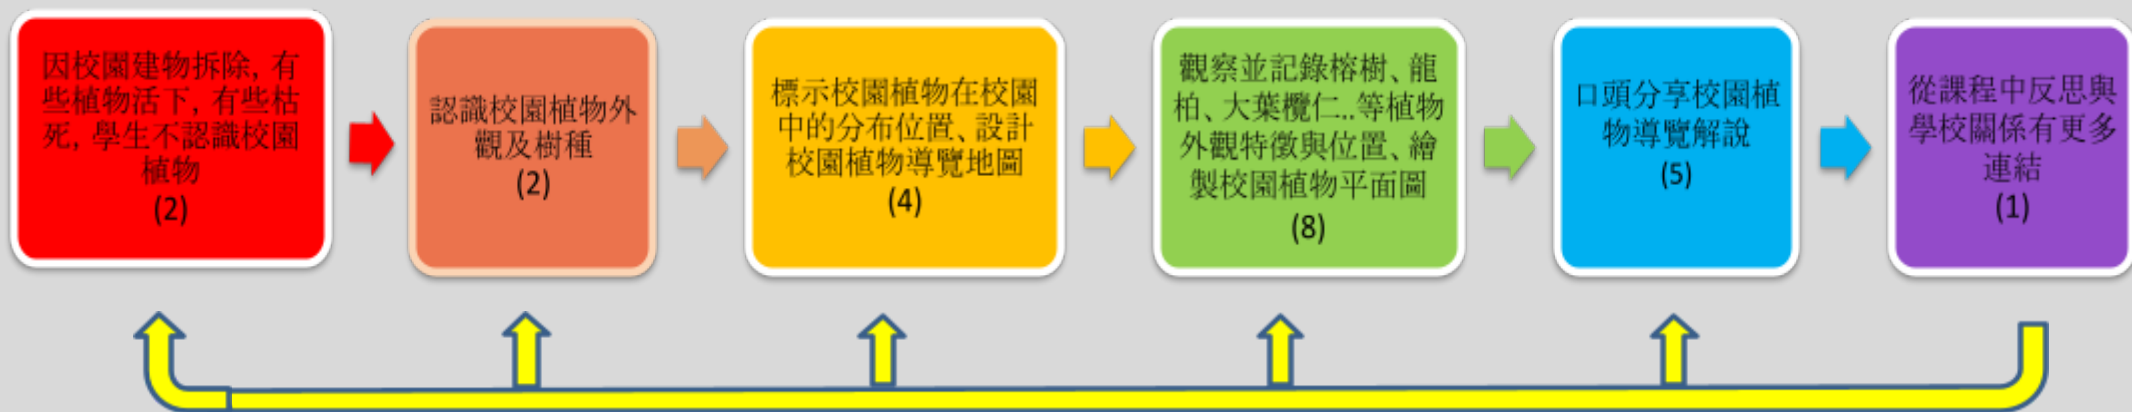 因校園建物拆除, 有
些植物活下, 有些枯
死, 學生不認識校園
植物
(2)
認識校園植物外
觀及樹種
(2)
標示校園植物在校園
中的分布位置、設計
校園植物導覽地圖
(4)
觀察並記錄榕樹、龍
柏、大葉欖仁..等植物
外觀特徵與位置、繪
製校園植物平面圖
(8)
口頭分享校園植
物導覽解說
(5)
從課程中反思與
學校關係有更多
連結
(1)